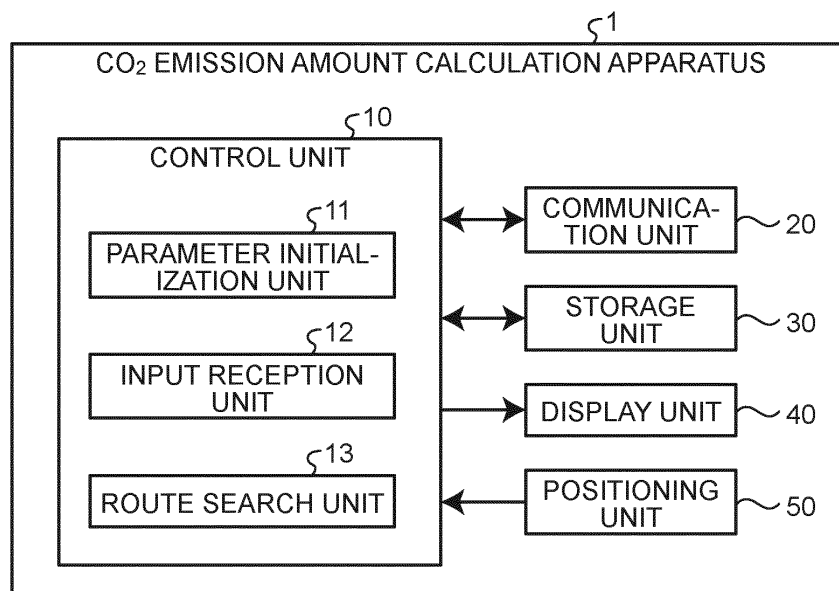 1
CO₂ EMISSION AMOUNT CALCULATION APPARATUS
10
CONTROL UNIT
11
PARAMETER INITIAL-
IZATION UNIT
12
INPUT RECEPTION
UNIT
13
ROUTE SEARCH UNIT
COMMUNICA-
TION UNIT
20
STORAGE
UNIT
30
DISPLAY UNIT
40
POSITIONING
UNIT
50